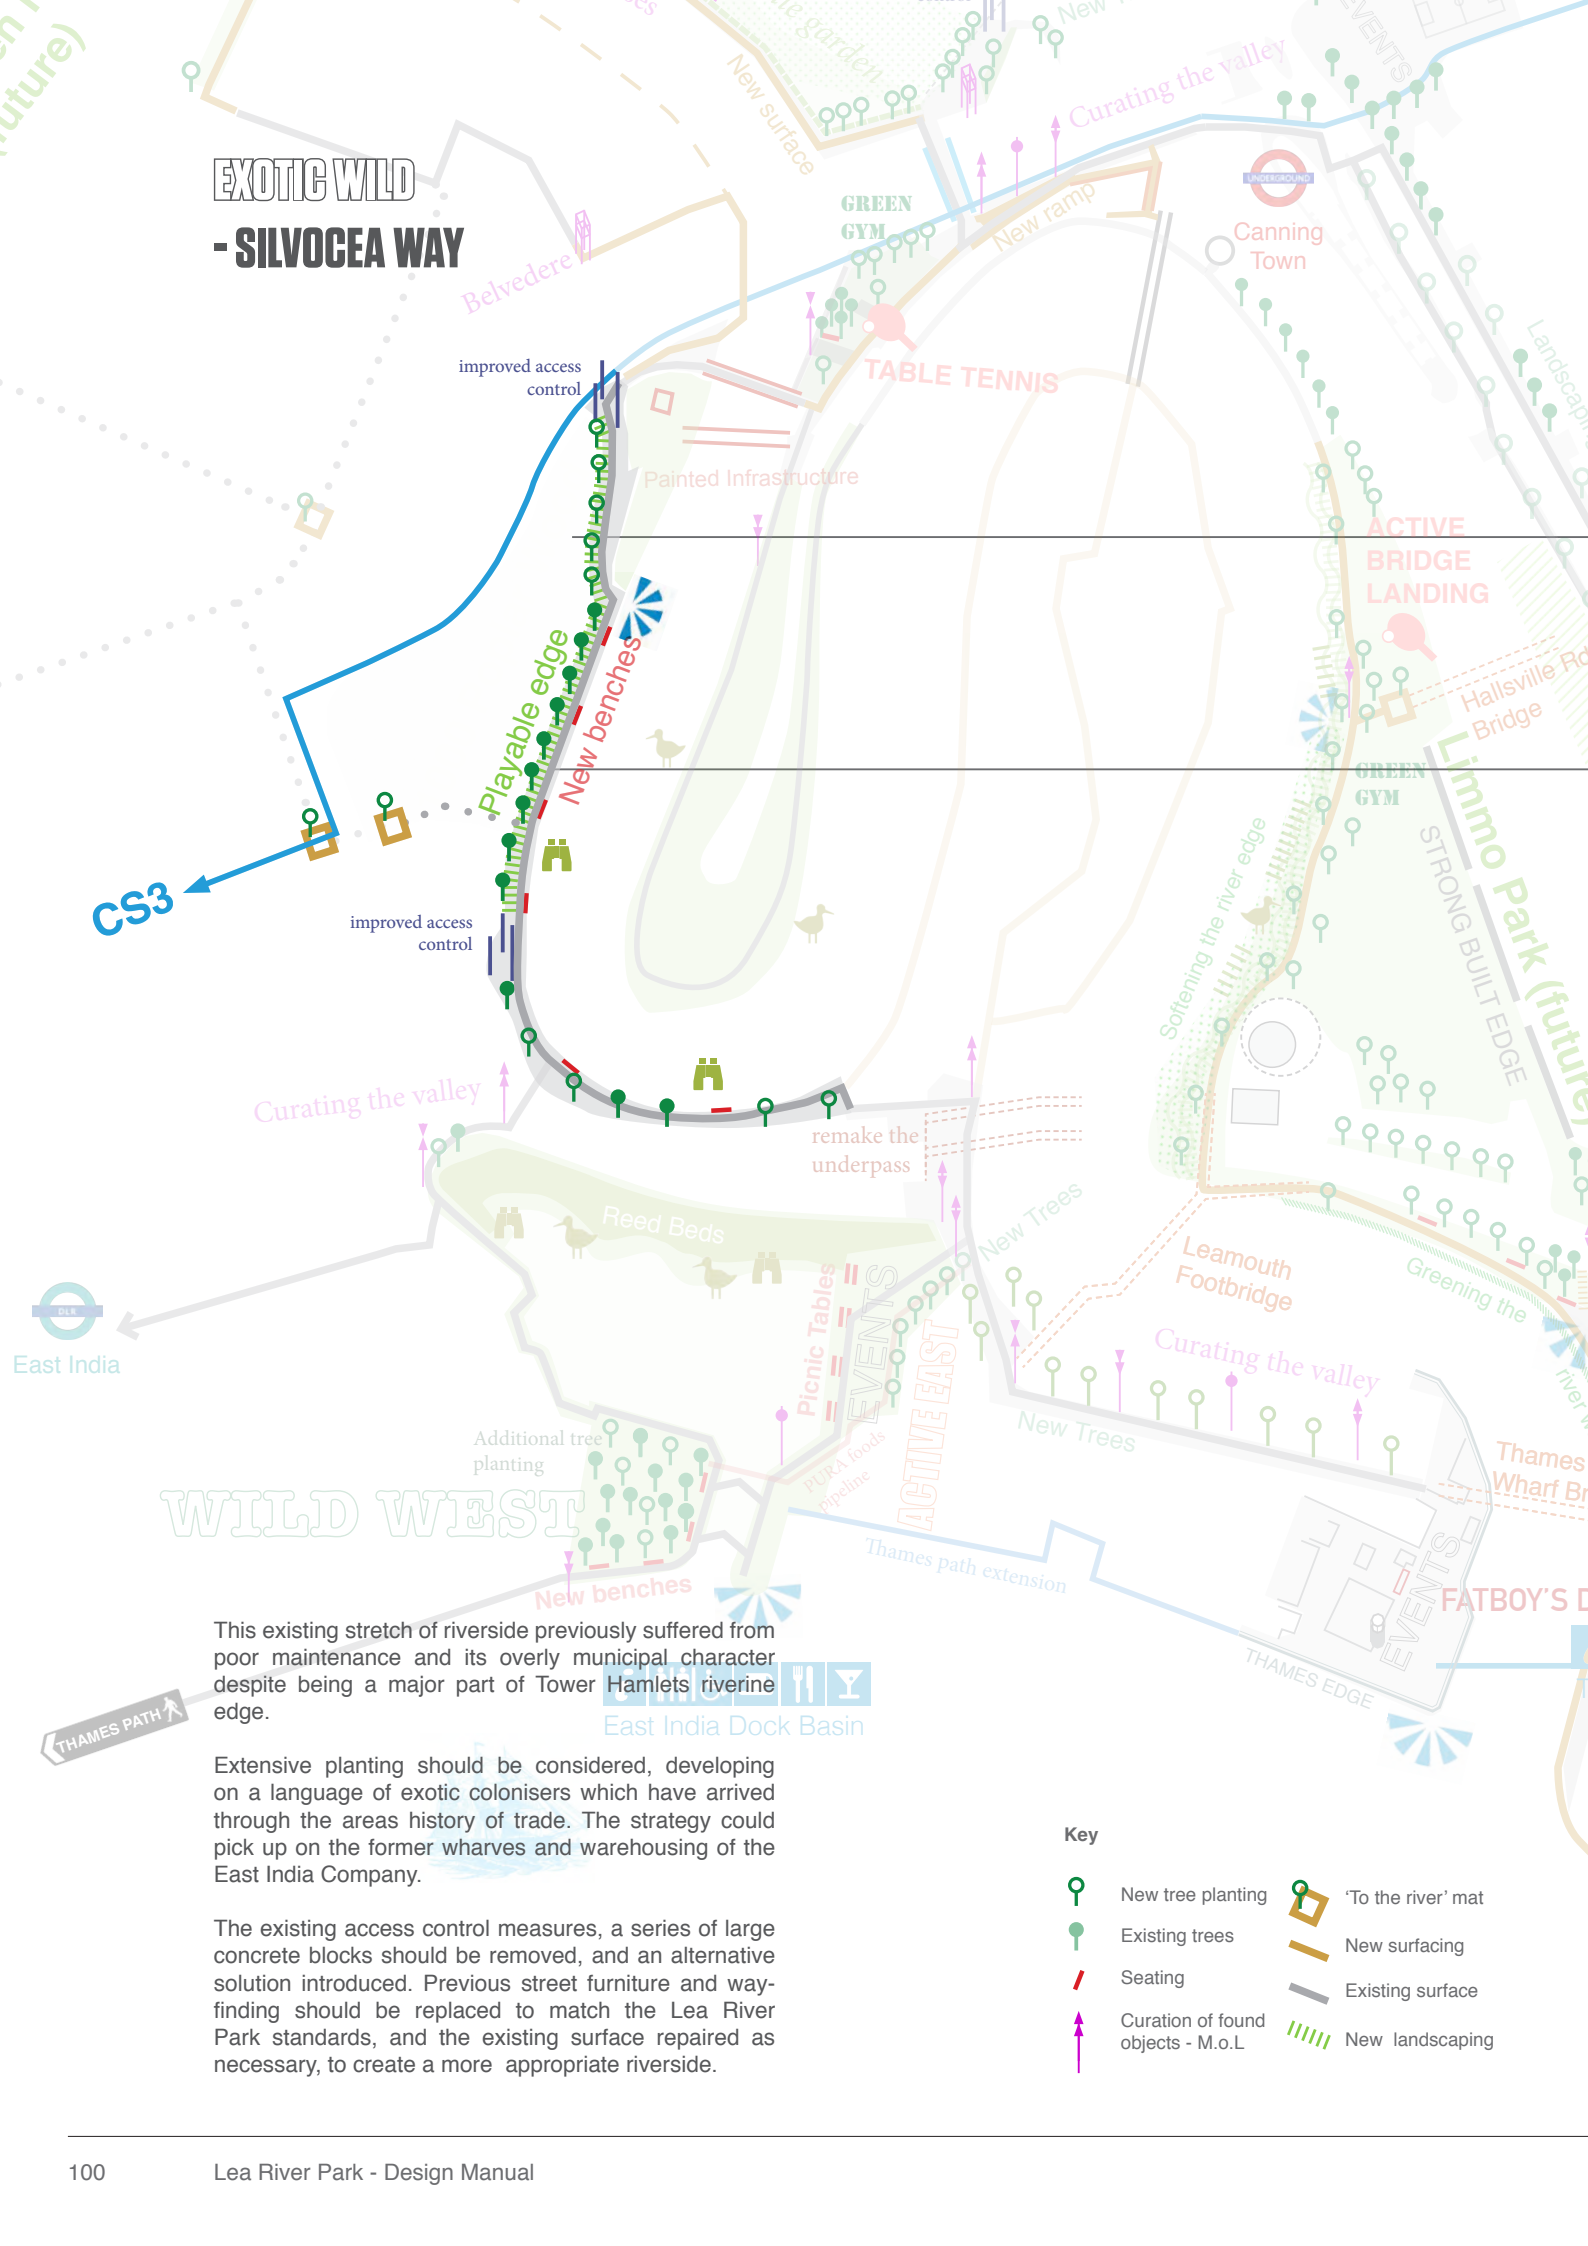 EXOTIC WILD
- SILVOCEA WAY
garden
New surface
Curating the valley
EVENTS
UNDERGROUND
Canning
Town
GREEN
GYM
New ramp
Belvedere
improved access
control
TABLE TENNIS
Painted Infrastructure
ACTIVE
BRIDGE
LANDING
Hallsville Rd
Bridge
Playable edge
New benches
GREEN
GYM
Limmo Park (future)
STRONG BUILT EDGE
Softening the river edge
CS3
improved access
control
Curating the valley
remake the
underpass
Reed Beds
New Trees
Leamouth
Footbridge
Greening the
river
DLR
East India
Picnic Tables
EVENTS
ACTIVE EAST
Curating the valley
New Trees
Additional tree
planting
PURA foods
pipeline
Thames
Wharf Br
WILD WEST
Thames path extension
EVENTS
New benches
FATBOY'S D
THAMES EDGE
THAMES PATH
East India Dock Basin
This existing stretch of riverside previously suffered from
poor maintenance and its overly municipal character
despite being a major part of Tower Hamlets riverine
edge.
Extensive planting should be considered, developing
on a language of exotic colonisers which have arrived
through the areas history of trade. The strategy could
pick up on the former wharves and warehousing of the
East India Company.
The existing access control measures, a series of large
concrete blocks should be removed, and an alternative
solution introduced. Previous street furniture and way-
finding should be replaced to match the Lea River
Park standards, and the existing surface repaired as
necessary, to create a more  appropriate riverside.
Key
New tree planting
Existing trees
Seating
Curation of found
objects - M.o.L
‘To the river’ mat
New surfacing
Existing surface
New  landscaping
100
Lea River Park - Design Manual